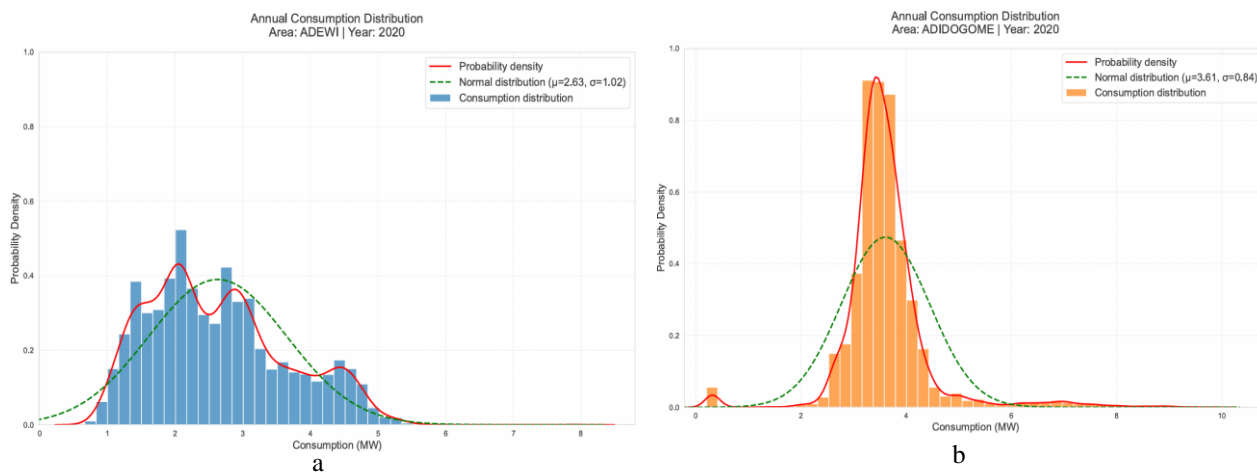 Annual Consumption Distribution
Area: ADEWI | Year: 2020
1.0
0.8
0.6
0.4
0.2
0.0
Probability Density
Probability density
Normal distribution (μ=2.63, σ=1.02)
Consumption distribution
0 1 2 3 4 5 6 7 8
Consumption (MW)
a
Annual Consumption Distribution
Area: ADIDOGOME | Year: 2020
1.0
0.8
0.6
0.4
0.2
0.0
Probability Density
Probability density
Normal distribution (μ=3.61, σ=0.84)
Consumption distribution
0 2 4 6 8 10
Consumption (MW)
b